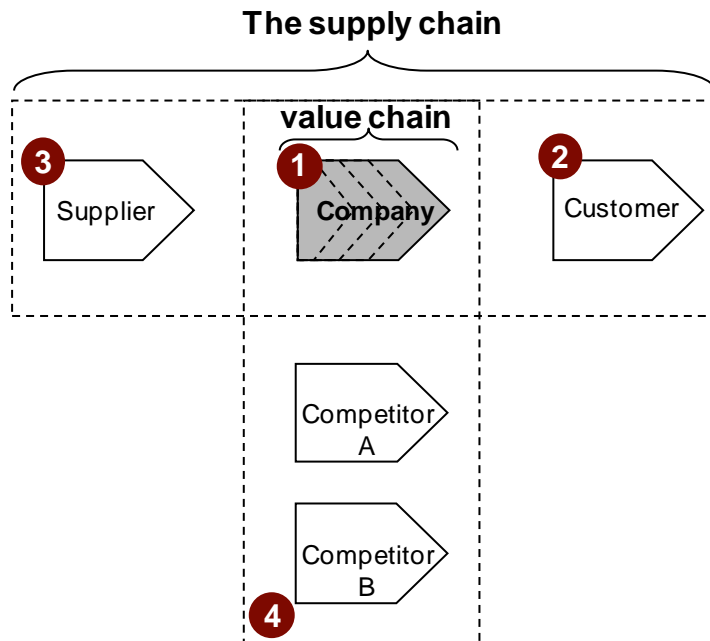 The supply chain
value chain
3
1
2
Supplier
Company
Customer
Competitor
A
Competitor
B
4